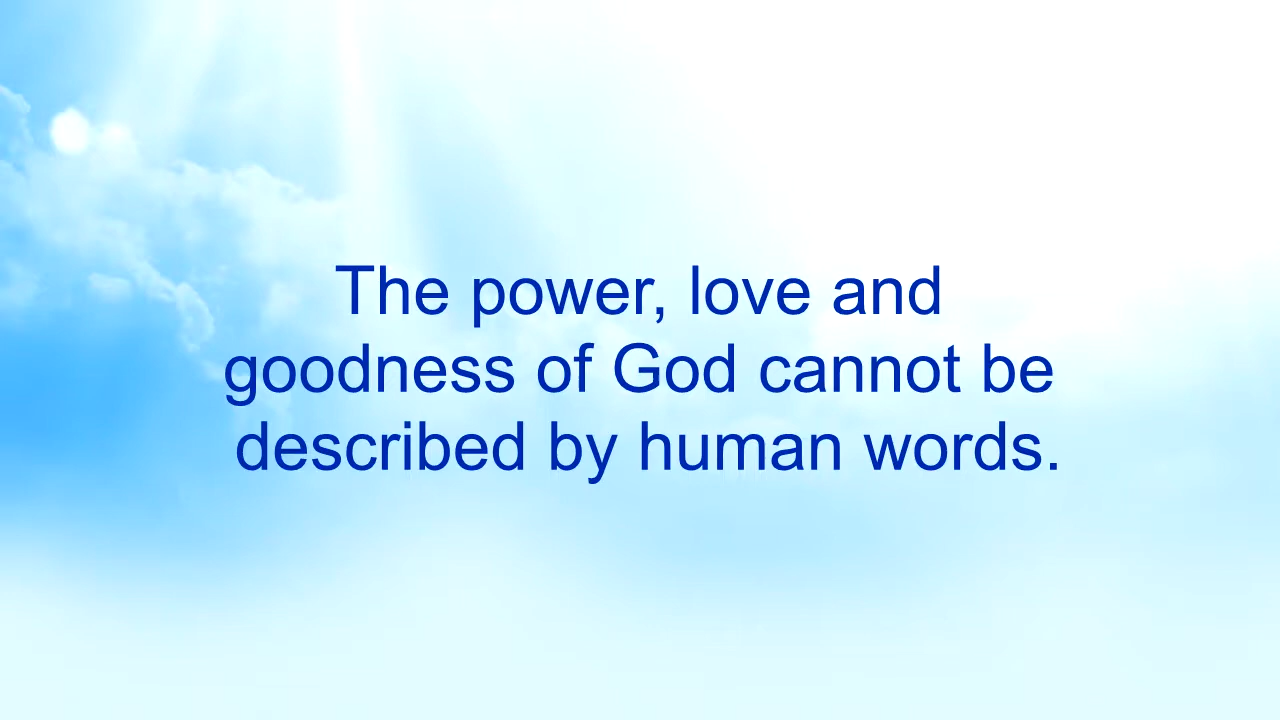 The power, love and
goodness of God cannot be
described by human words.